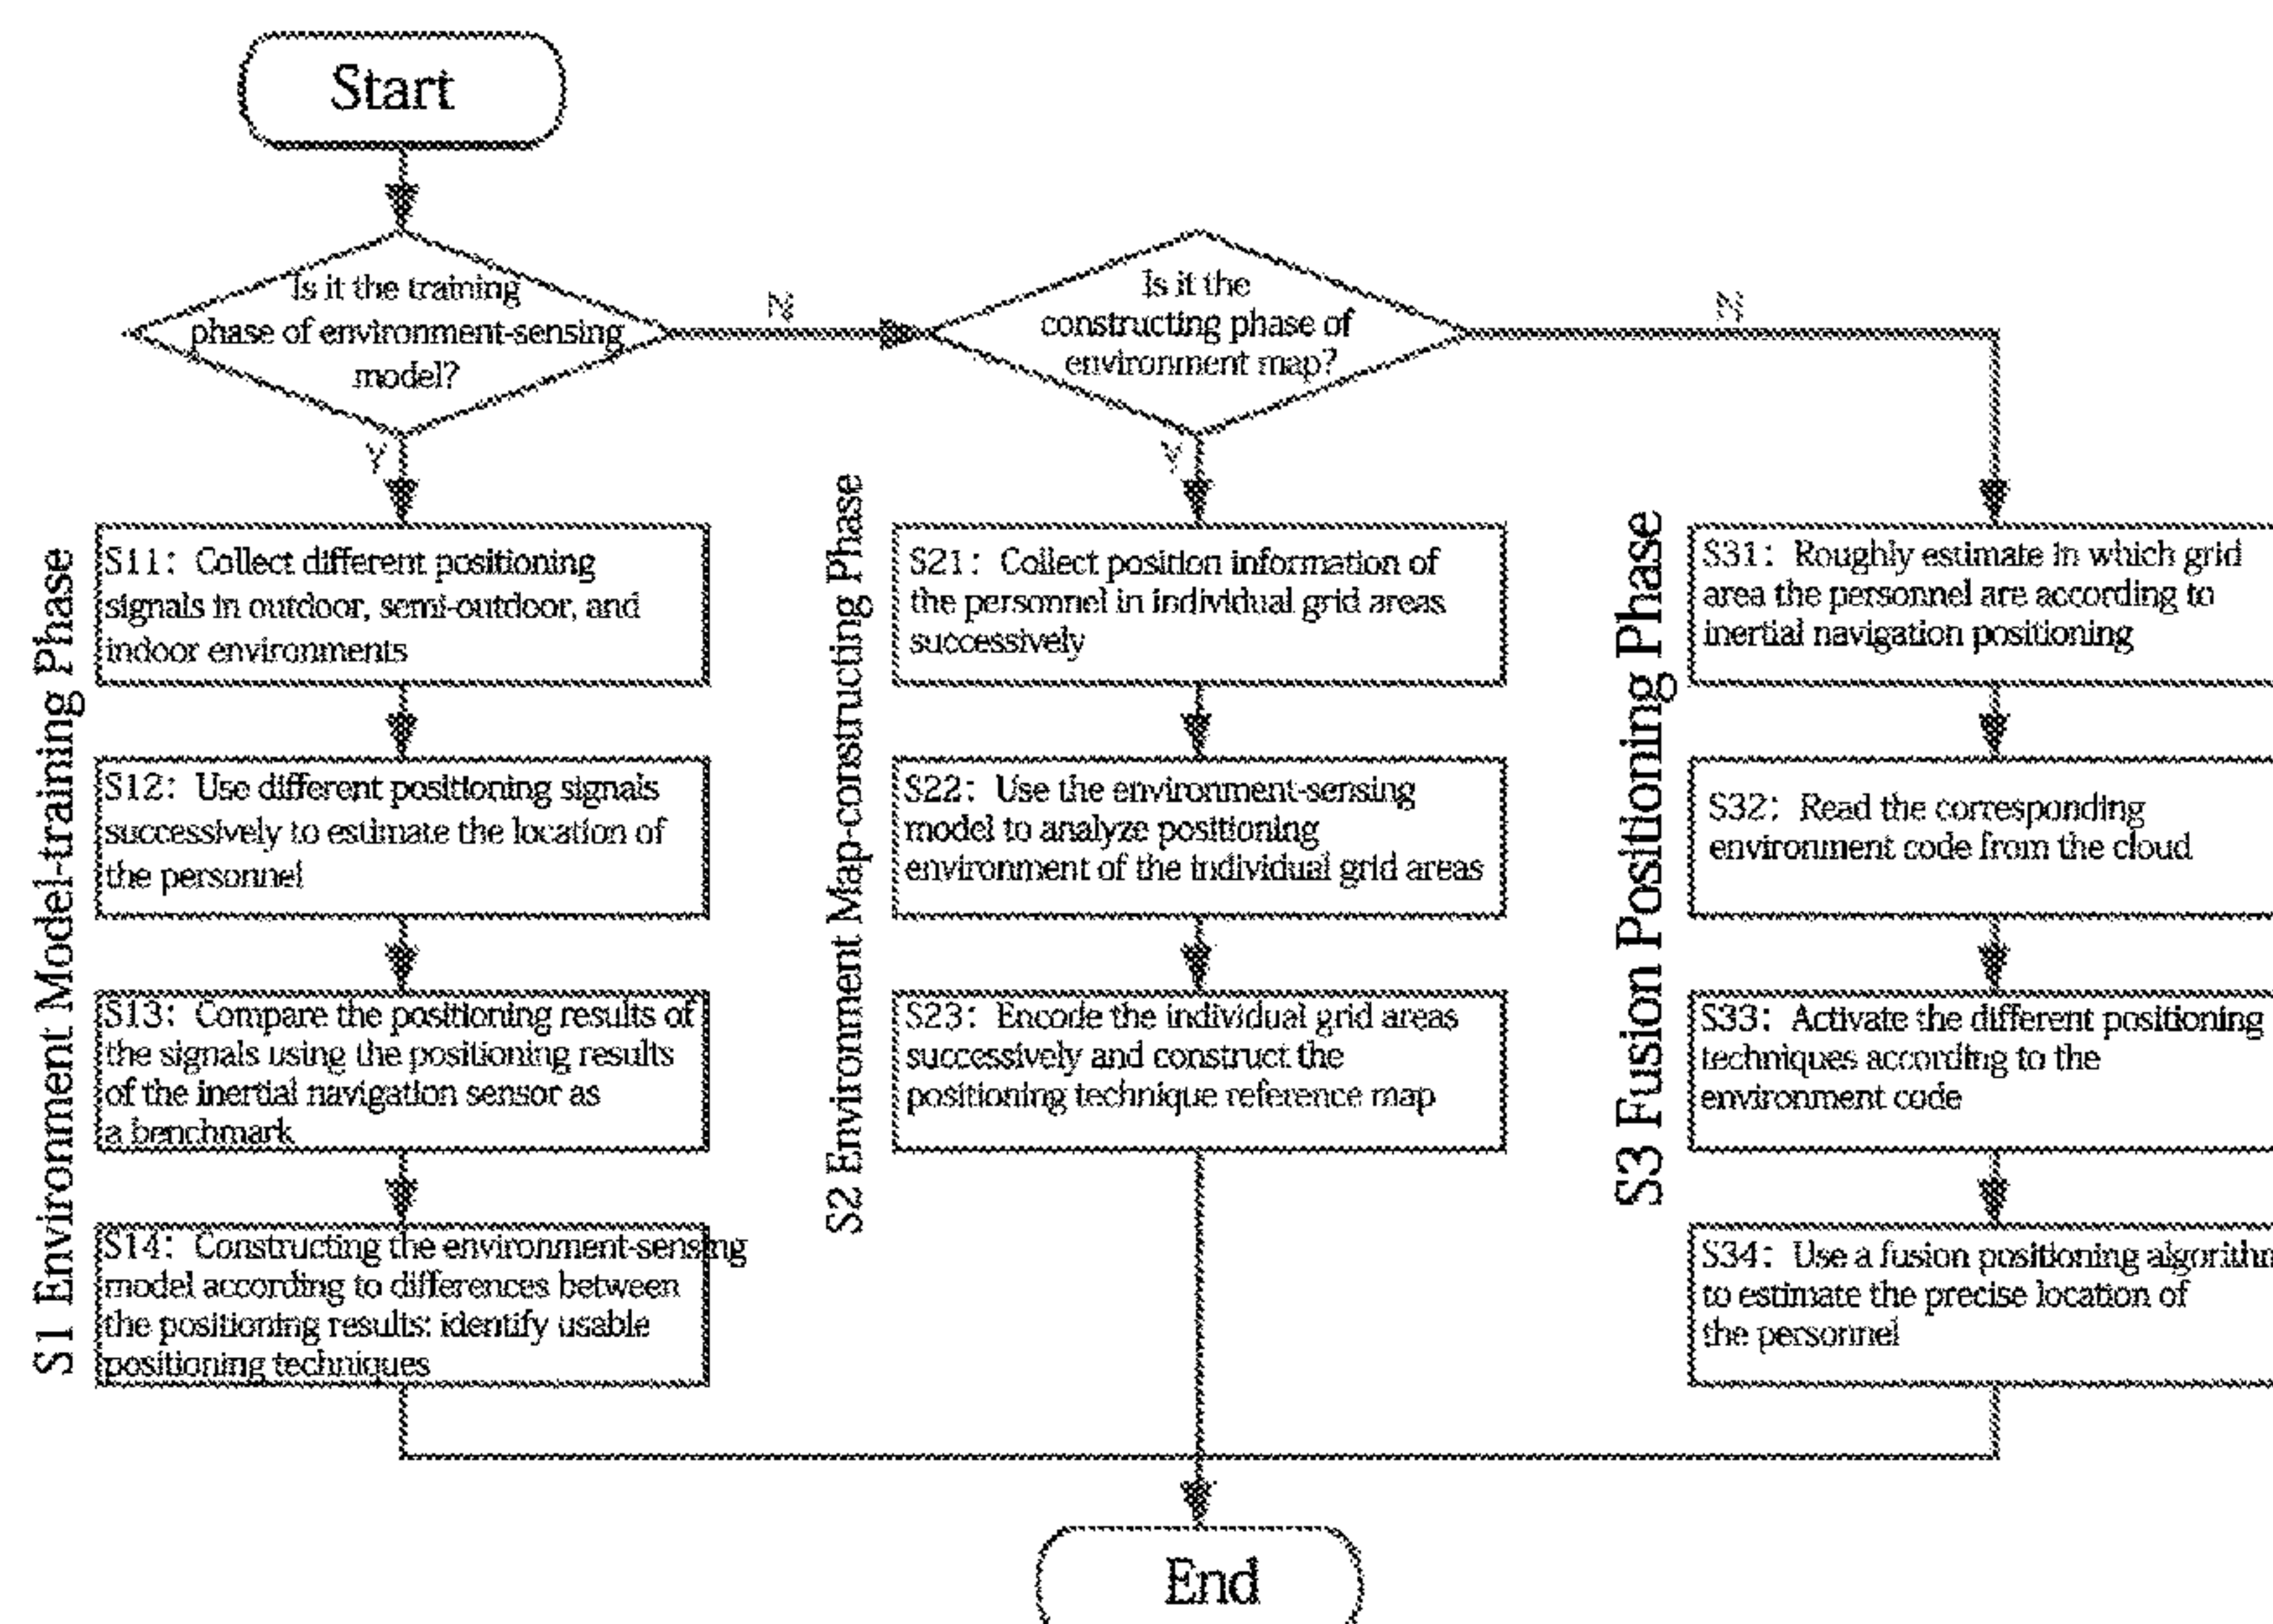 Start
Is it the training
phase of environment-sensing
model?
N
Is it the
constructing phase of
environment map?
N
Y
Y
S1 Environment Model-training Phase
S11: Collect different positioning
signals in outdoor, semi-outdoor, and
indoor environments
S12: Use different positioning signals
successively to estimate the location of
the personnel
S13: Compare the positioning results of
the signals using the positioning results
of the inertial navigation sensor as
a benchmark
S14: Constructing the environment-sensing
model according to differences between
the positioning results: identify usable
positioning techniques
S2 Environment Map-constructing Phase
S21: Collect position information of
the personnel in individual grid areas
successively
S22: Use the environment-sensing
model to analyze positioning
environment of the individual grid areas
S23: Encode the individual grid areas
successively and construct the
positioning technique reference map
S3 Fusion Positioning Phase
S31: Roughly estimate in which grid
area the personnel are according to
inertial navigation positioning
S32: Read the corresponding
environment code from the cloud
S33: Activate the different positioning
techniques according to the
environment code
S34: Use a fusion positioning algorithm
to estimate the precise location of
the personnel
End